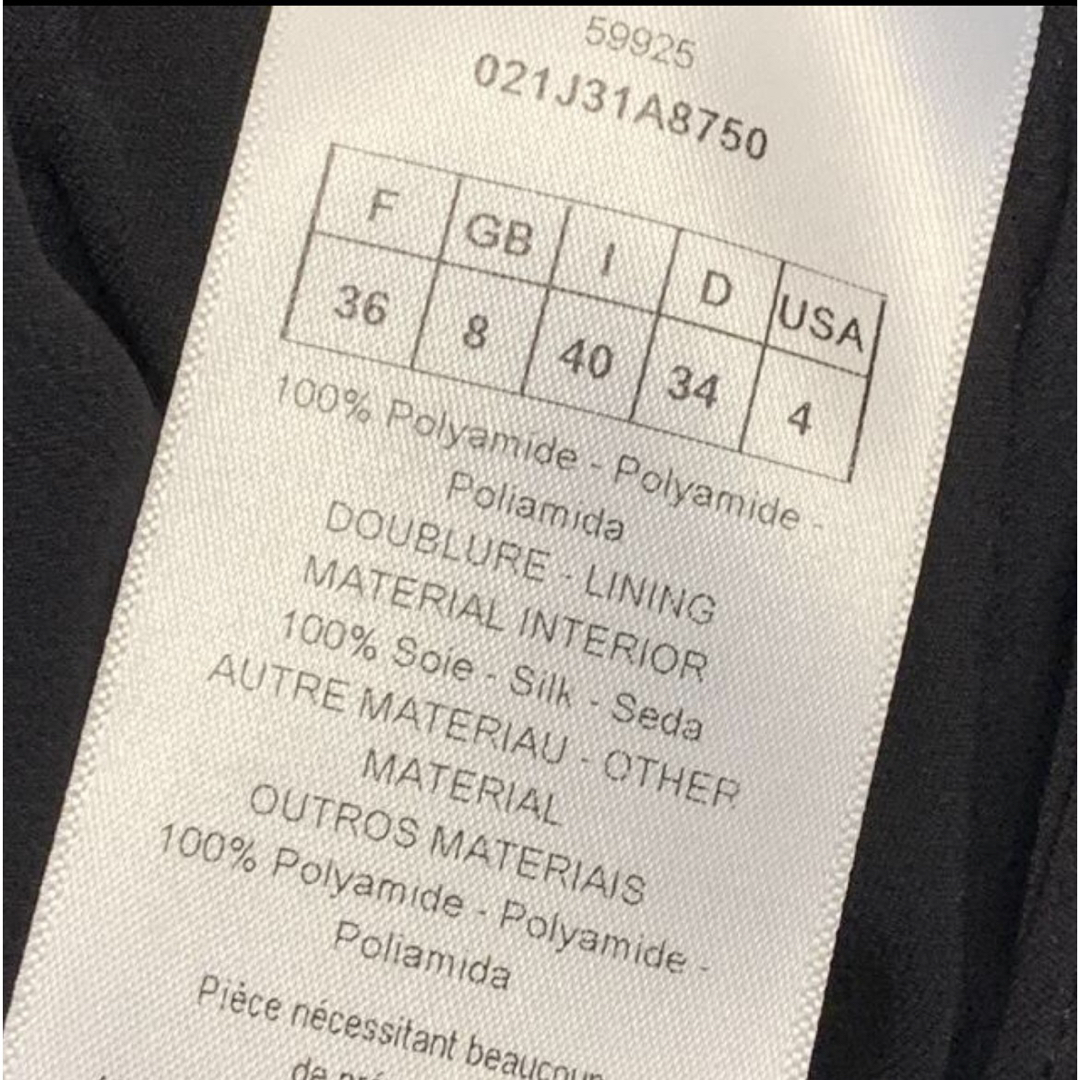 59925
021J31A8750
F GB I D USA
36 8 40 34 4
100% Polyamide - Polyamide -
Poliamida
DOUBLURE - LINING
MATERIAL INTERIOR
100% Soie - Silk - Seda
AUTRE MATERIAU - OTHER
MATERIAL
OUTROS MATERIAIS
100% Polyamide - Polyamide -
Poliamida
Pièce nécessitant
de